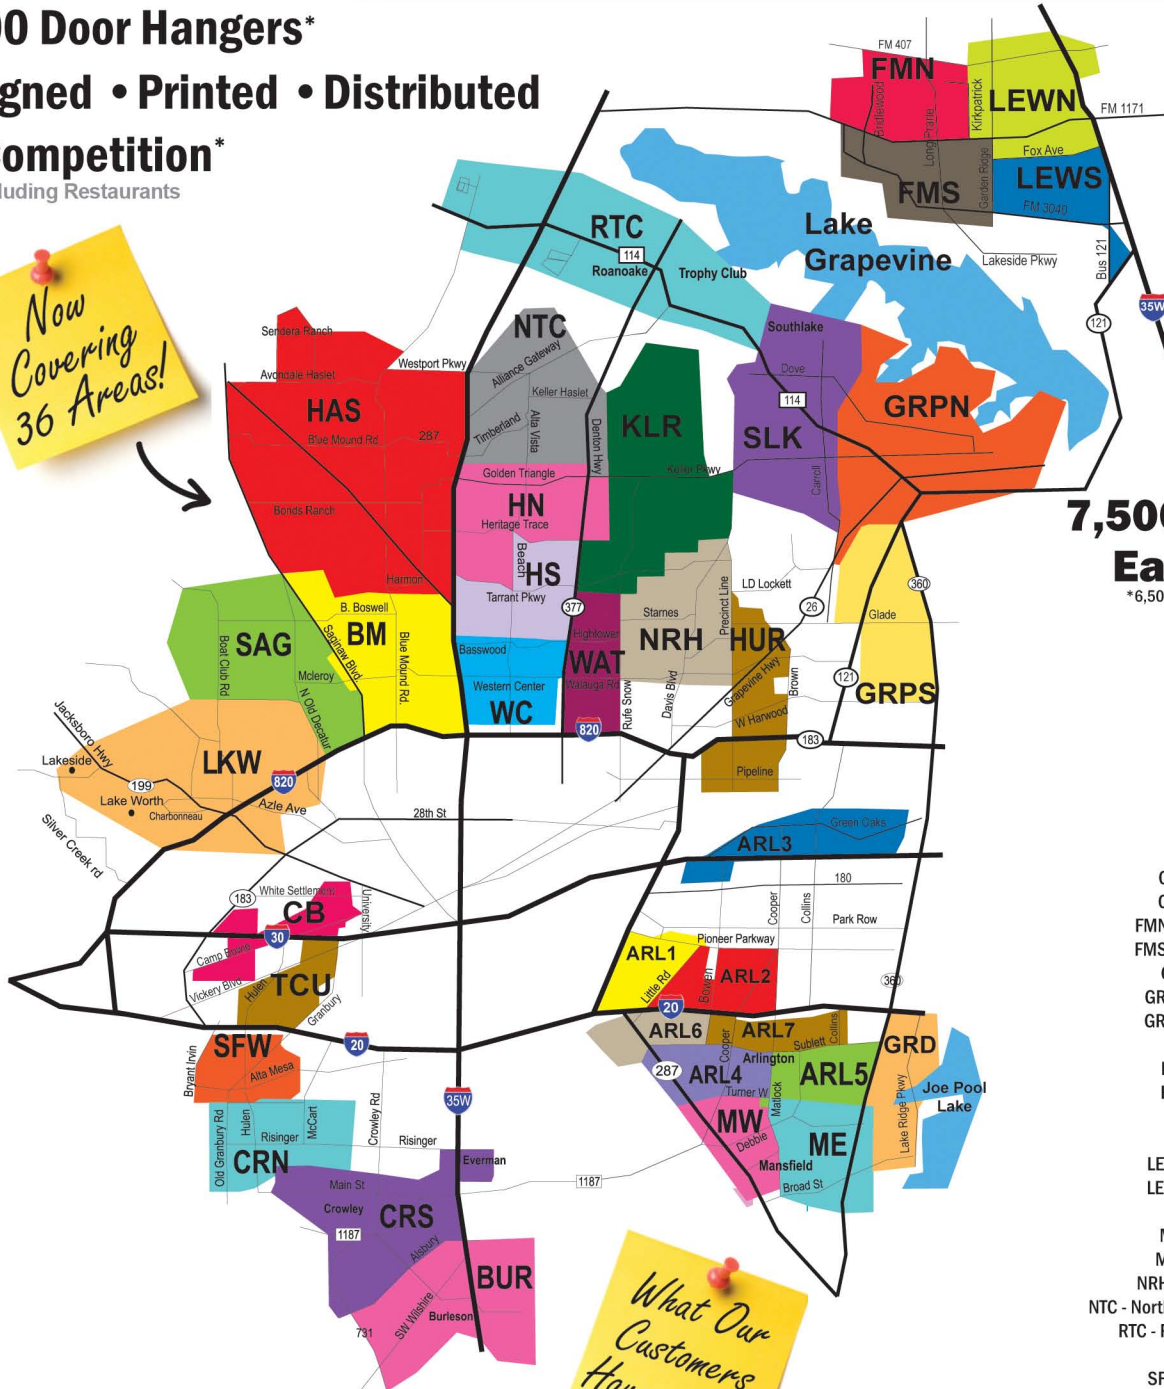 00 Door Hangers*
igned • Printed • Distributed
ompetition*
luding Restaurants
Now
Covering
36 Areas!
FM 407
FMN
Bridlewood
Long Prairie
Kirkpatrick
LEWN
FM 1171
Fox Ave
FMS
Garden Ridge
LEWS
FM 3040
Lakeside Pkwy
Bus 121
35W
121
Lake
Grapevine
RTC
114
Roanoake
Trophy Club
Southlake
Dove
114
SLK
Carroll
GRPN
NTC
Alliance Gateway
Keller Haslet
Timberland
Alta Vista
Denton Hwy
KLR
Keller Pkwy
Sendera Ranch
Westport Pkwy
Avondale Haslet
HAS
Blue Mound Rd
287
Bonds Ranch
Harmon
Golden Triangle
HN
Heritage Trace
Beach
HS
Tarrant Pkwy
377
7,500
Ea
*6,50
LD Lockett
360
26
Glade
B. Boswell
BM
Saginaw Blvd
Blue Mound Rd.
SAG
Boat Club Rd
Mcleroy
N Old Decatur
Basswood
Western Center
WC
Hightower
WAT
Watauga Rd
Rufe Snow
820
Starnes
NRH
Davis Blvd
Precinct Line
HUR
Grapevine Hwy
Brown
W Harwood
Pipeline
121
GRPS
183
Jacksboro Hwy
Lakeside
199
Lake Worth
Charbonneau
LKW
820
Azle Ave
Silver Creek rd
28th St
183
White Settlement
CB
University
30
Camp Bowie
Vickery Blvd
Hulen
TCU
Granbury
ARL3
Green Oaks
180
Cooper
Collins
Park Row
Pioneer Parkway
ARL1
Little Rd
Bowen
ARL2
360
20
ARL6
Cooper
ARL7
Collins
Sublett
Arlington
GRD
287
ARL4
Turner W
Matlock
ARL5
Lake Ridge Pkwy
Joe Pool
Lake
MW
Debbie
ME
Mansfield
Broad St
SFW
Bryant Irvin
Alta Mesa
20
35W
Old Granbury Rd
Hulen
Risinger
McCart
Crowley Rd
Risinger
CRN
Everman
Main St
Crowley
CRS
1187
1187
Alsbury
BUR
SW Wilshire
Burleson
731
What Our
Customers
FMN
FMS
GR
GR
LE
LE
M
NRH
NTC - Nort
RTC - 
SF